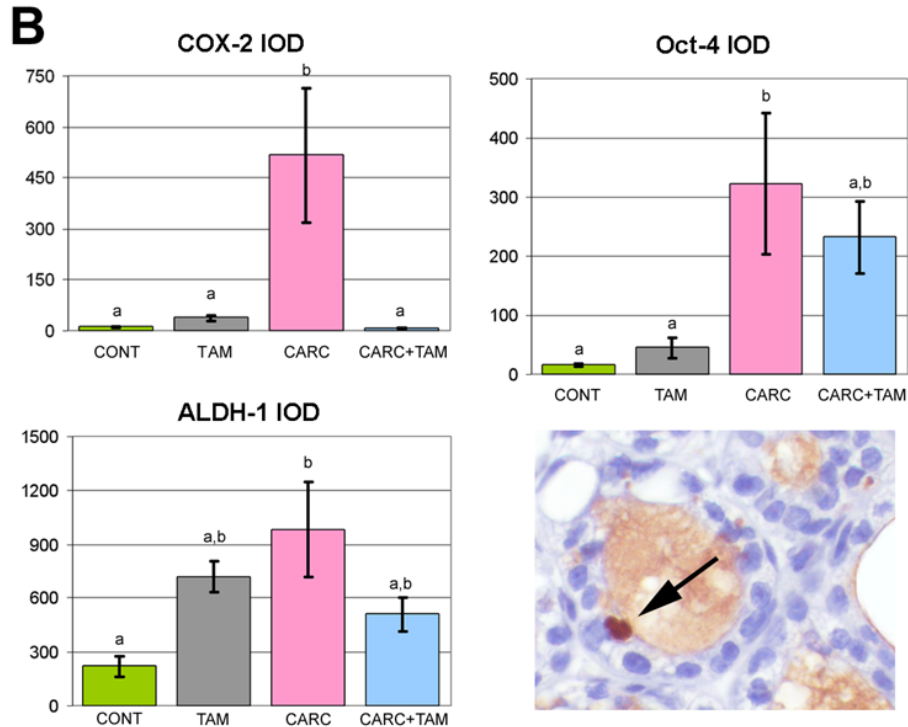 B
COX-2 IOD
750
600
450
300
150
0
a
a
b
a
CONT TAM CARC CARC+TAM
Oct-4 IOD
500
400
300
200
100
0
a
a
b
a,b
CONT TAM CARC CARC+TAM
ALDH-1 IOD
1500
1200
900
600
300
0
a
a,b
b
a,b
CONT TAM CARC CARC+TAM